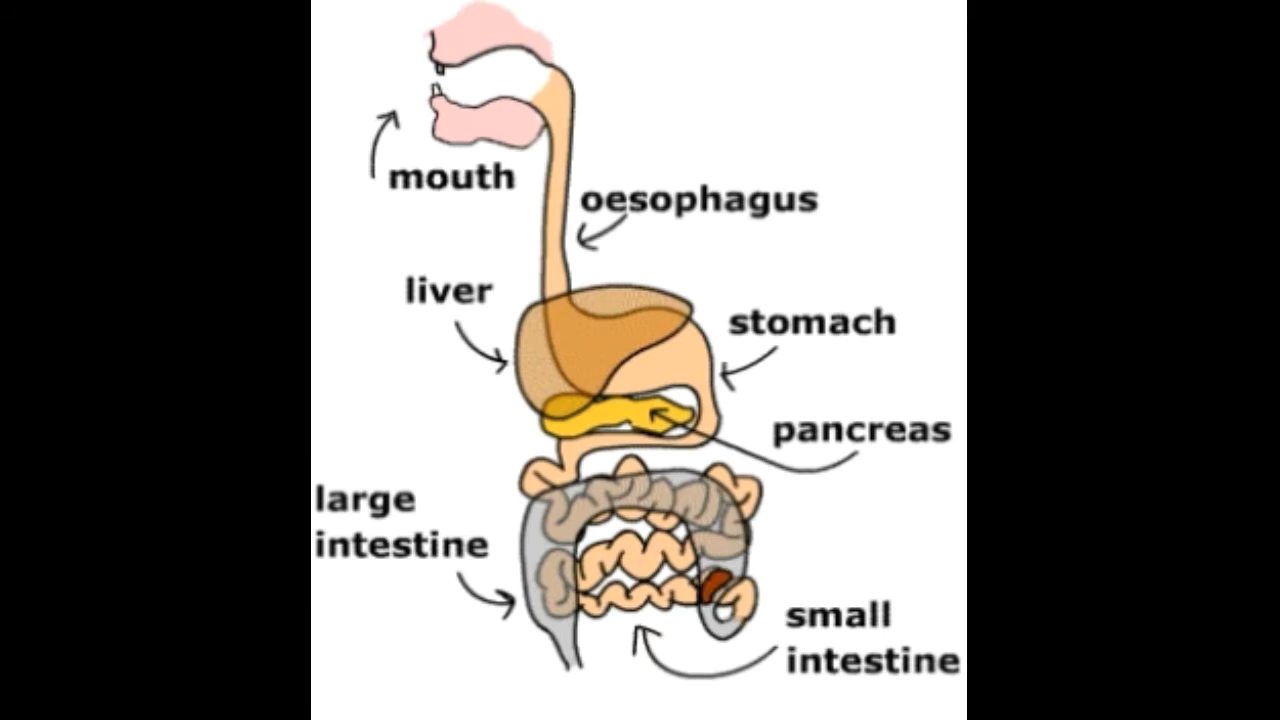 mouth
oesophagus
liver
stomach
pancreas
large
intestine
small
intestine